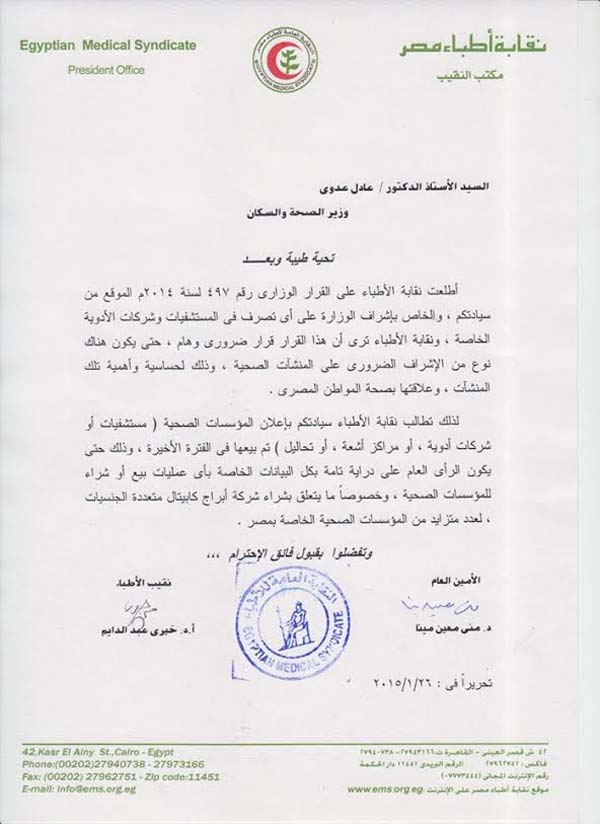 Egyptian Medical Syndicate
President Office
نقابة أطباء مصر
مكتب النقيب
النقابة العامة لأطباء مصر
EGYPTIAN MEDICAL SYNDICATE
السيد الأستاذ الدكتور / عادل عدوى
وزير الصحة والسكان
تحية طيبة وبعـــــد
أطلعت نقابة الأطباء على القرار الوزارى رقم ٤٩٧ لسنة ٢٠١٤م الموقع من
سيادتكم ، والخاص بإشراف الوزارة على أى تصرف فى المستشفيات وشركات الأدوية
الخاصة ، ونقابة الأطباء ترى أن هذا القرار قرار ضرورى وهام ، حتى يكون هناك
نوع من الإشراف الضرورى على المنشآت الصحية ، وذلك لحساسية وأهمية تلك
المنشآت ، وعلاقتها بصحة المواطن المصرى .
لذلك تطالب نقابة الأطباء سيادتكم بإعلان المؤسسات الصحية ( مستشفيات أو
شركات أدوية ، أو مراكز أشعة ، أو تحاليل ) تم بيعها فى الفترة الأخيرة ، وذلك حتى
يكون الرأى العام على دراية تامة بكل البيانات الخاصة بأى عمليات بيع أو شراء
للمؤسسات الصحية ، وخصوصاً ما يتعلق بشراء شركة أبراج كابيتال متعددة الجنسيات
، لعدد متزايد من المؤسسات الصحية الخاصة بمصر .
وتفضلوا بقبول فائق الإحترام ،،،
الأمين العام
نقيب الأطباء
د. منى معين مينا
أ.د. خيرى عبد الدايم
النقابة العامة للأطباء
EGYPTIAN MEDICAL SYNDICATE
تحريراً فى : ٢٠١٥/١/٢٦
42,Kasr El Ainy St.,Cairo - Egypt
Phone:(00202)27940738 - 27973166
Fax: (00202) 27962751 - Zip code:11451
E-mail: info@ems.org.eg
٤٢ ش قصر العينى - القاهرة ت: ٢٧٩٤٣١٦٦-٢٧٩٤٠٧٣٨
فاكس : ٢٧٩٦٢٧٥١ الرقم البريدى ١١٤٥١ دار الحكمة
رقم الإنترنت المجانى (٠٧٧٧٣٤٤٤)
موقع نقابة أطباء مصر على الإنترنت www.ems.org.eg